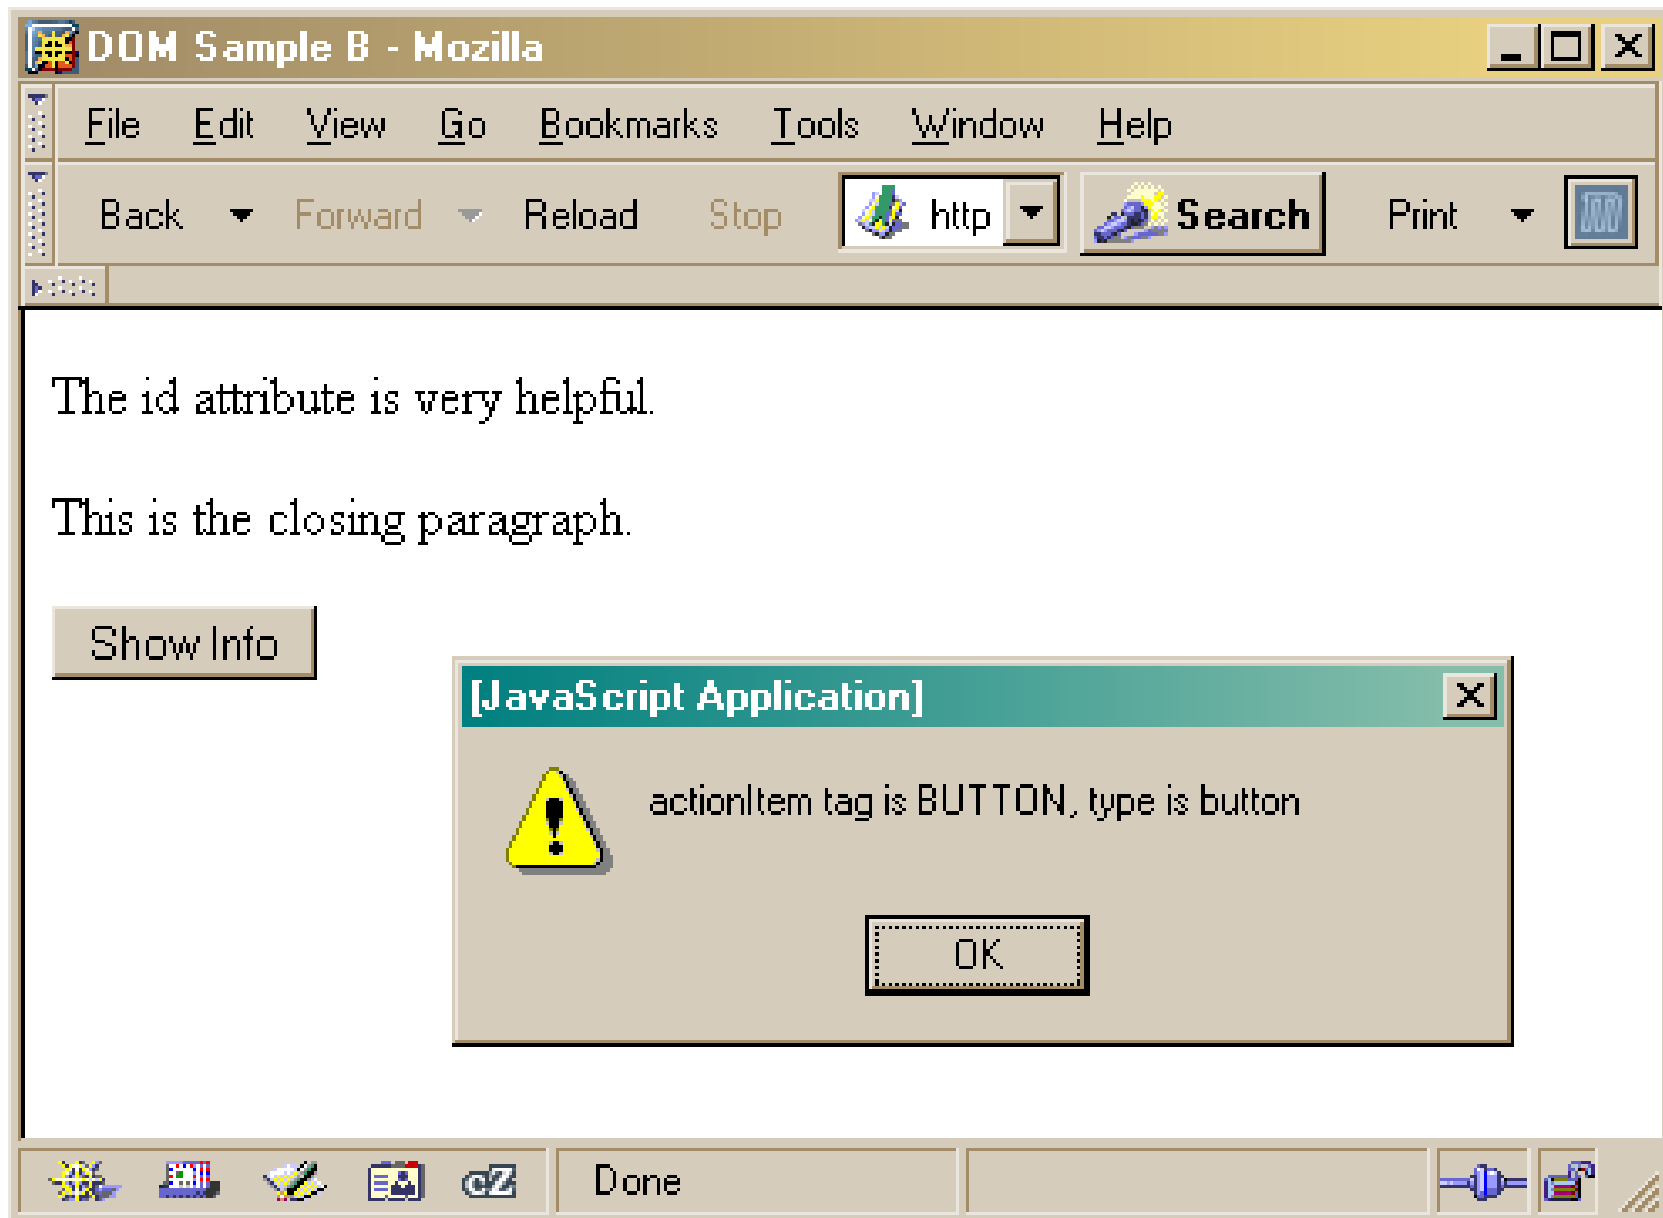 DOM Sample B - Mozilla
File Edit View Go Bookmarks Tools Window Help
Back Forward Reload Stop http Search Print
The id attribute is very helpful.
This is the closing paragraph.
Show Info
[JavaScript Application]
actionItem tag is BUTTON, type is button
OK
cZ Done